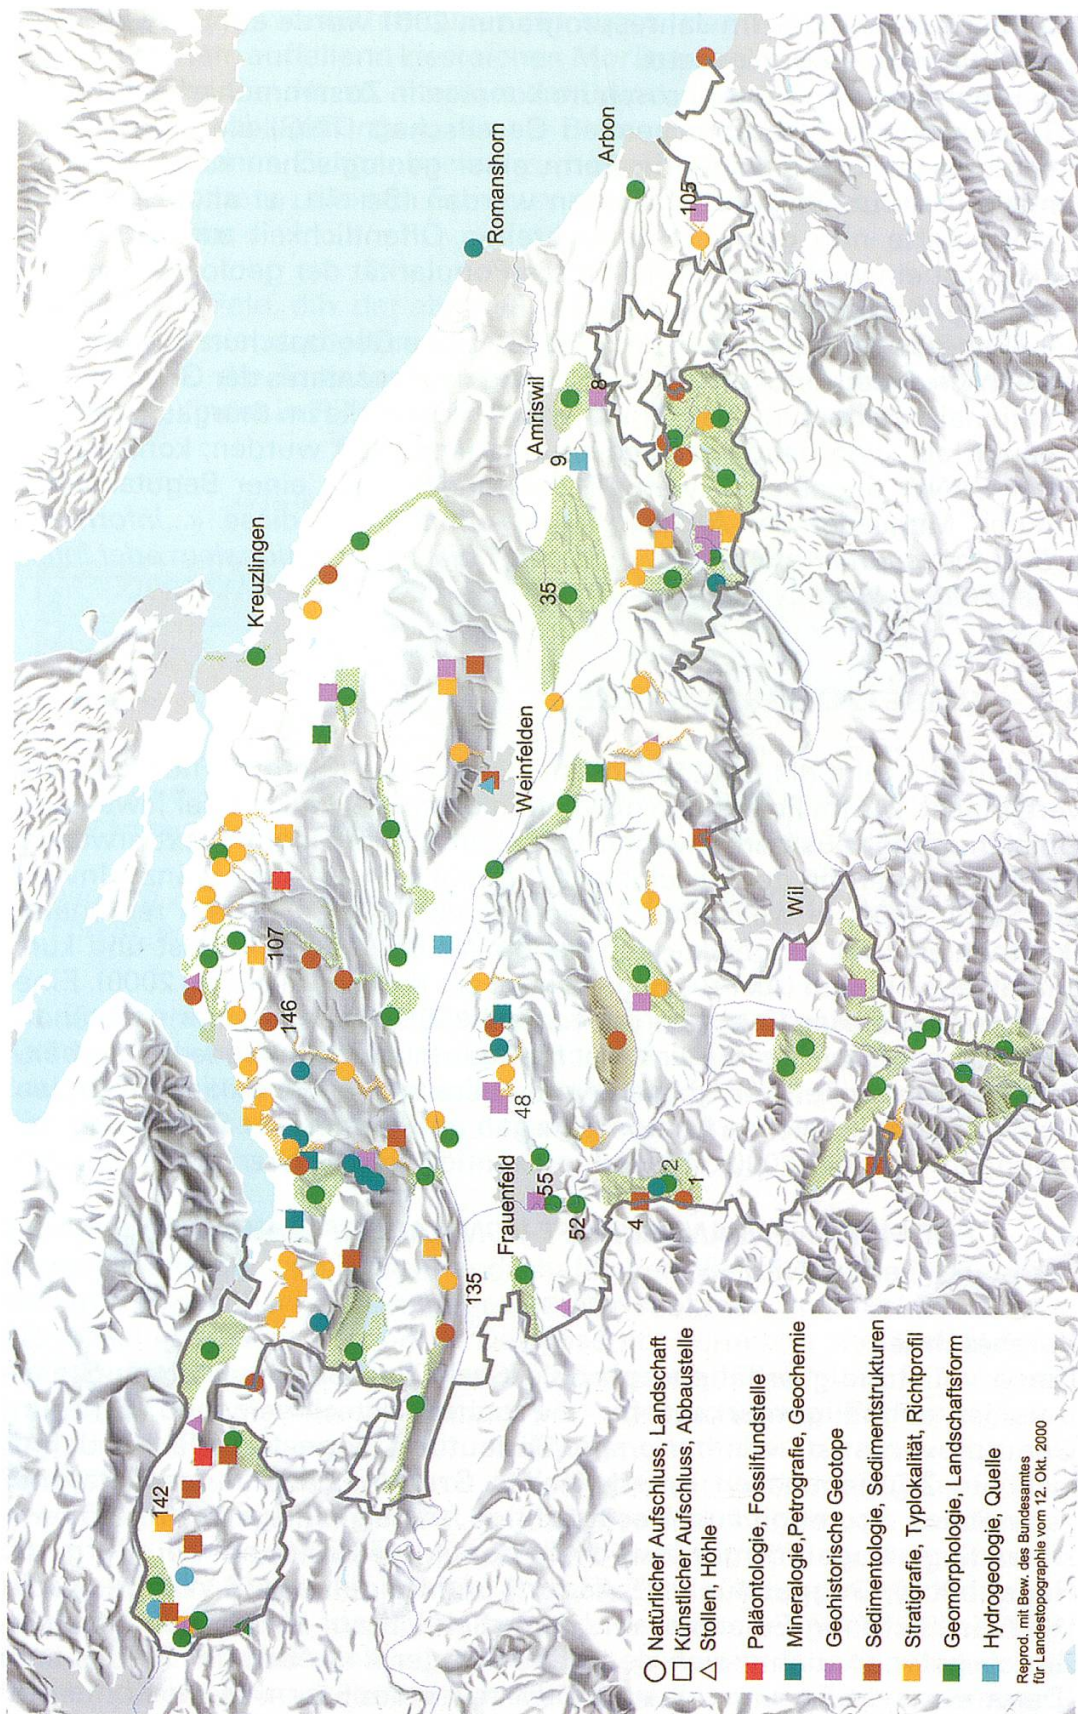 Arbon
Romanshorn
105
Amriswil
8
9
Kreuzlingen
35
Weinfelden
Wil
107
146
48
Frauenfeld
55
52
4
1
2
135
142
Natürlicher Aufschluss, Landschaft
Künstlicher Aufschluss, Abbaustelle
Stollen, Höhle
Paläontologie, Fossilfundstelle
Mineralogie,Petrografie, Geochemie
Geohistorische Geotope
Sedimentologie, Sedimentstrukturen
Stratigrafie, Typlokalität, Richtprofil
Geomorphologie, Landschaftsform
Hydrogeologie, Quelle
Reprod. mit Bew. des Bundesamtes
für Landestopographie vom 12. Okt. 2000